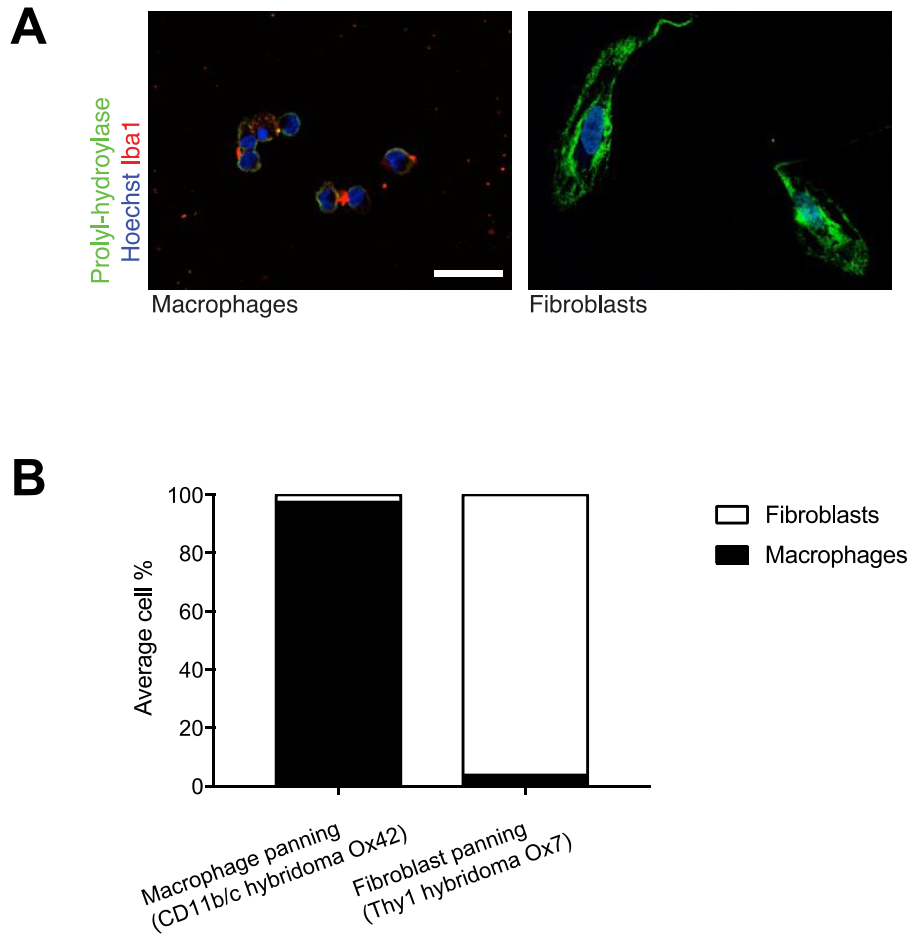 A
Prolyl-hydroylase
Hoechst Iba1
Macrophages
Fibroblasts
B
Average cell %
100
80
60
40
20
0
Macrophage panning
(CD11b/c hybridoma Ox42)
Fibroblast panning
(Thy1 hybridoma Ox7)
Fibroblasts
Macrophages